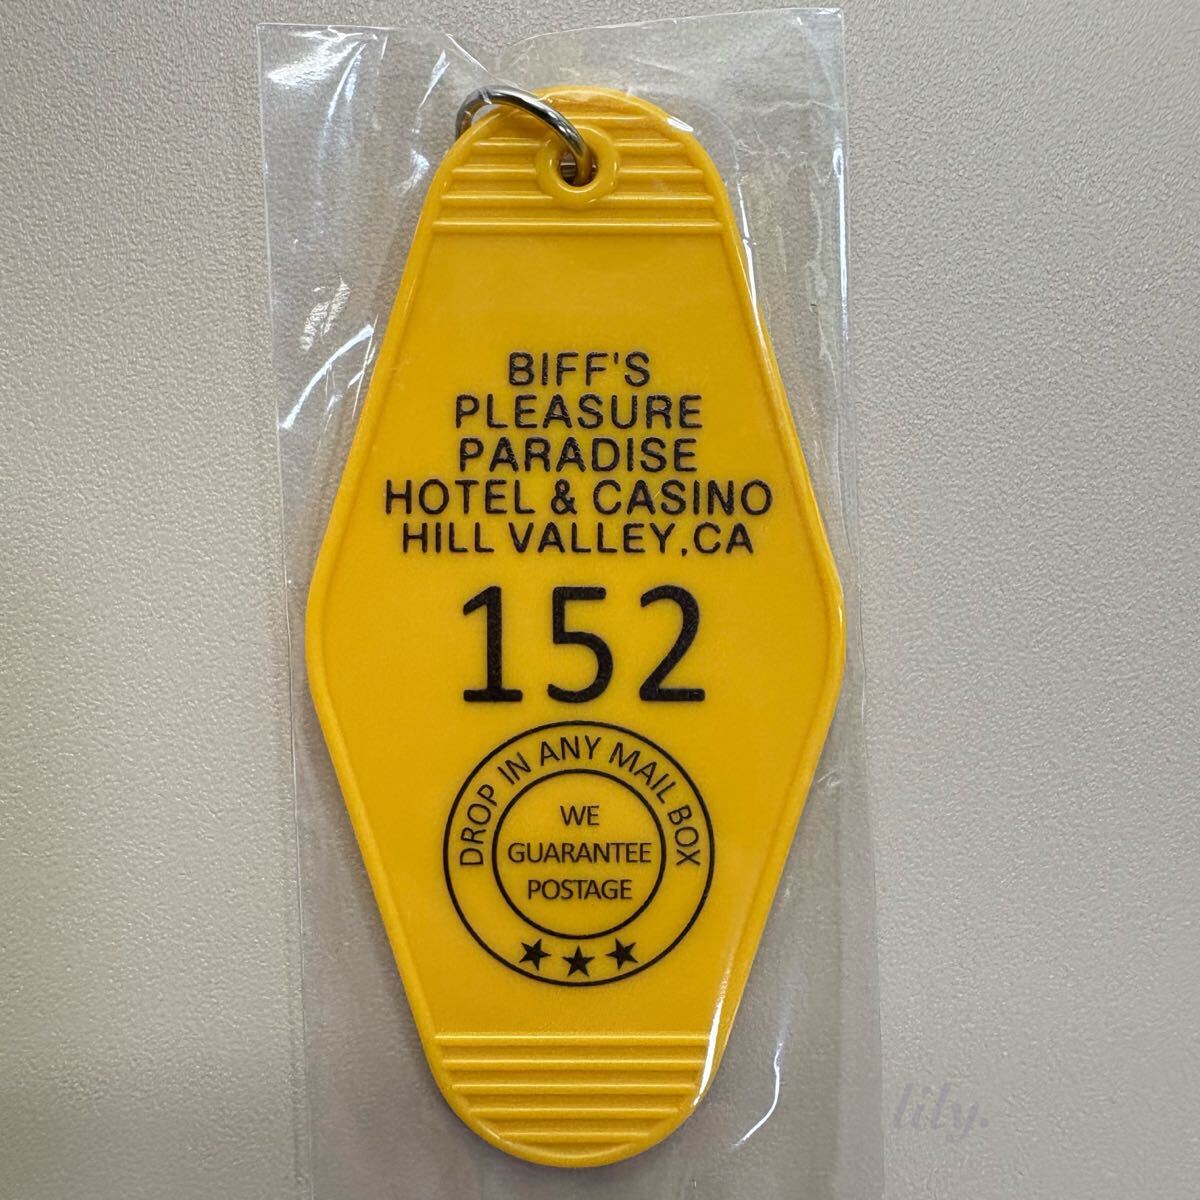 BIFF'S
PLEASURE
PARADISE
HOTEL & CASINO
HILL VALLEY,CA
152
DROP IN ANY MAIL BOX
WE
GUARANTEE
POSTAGE
lily.